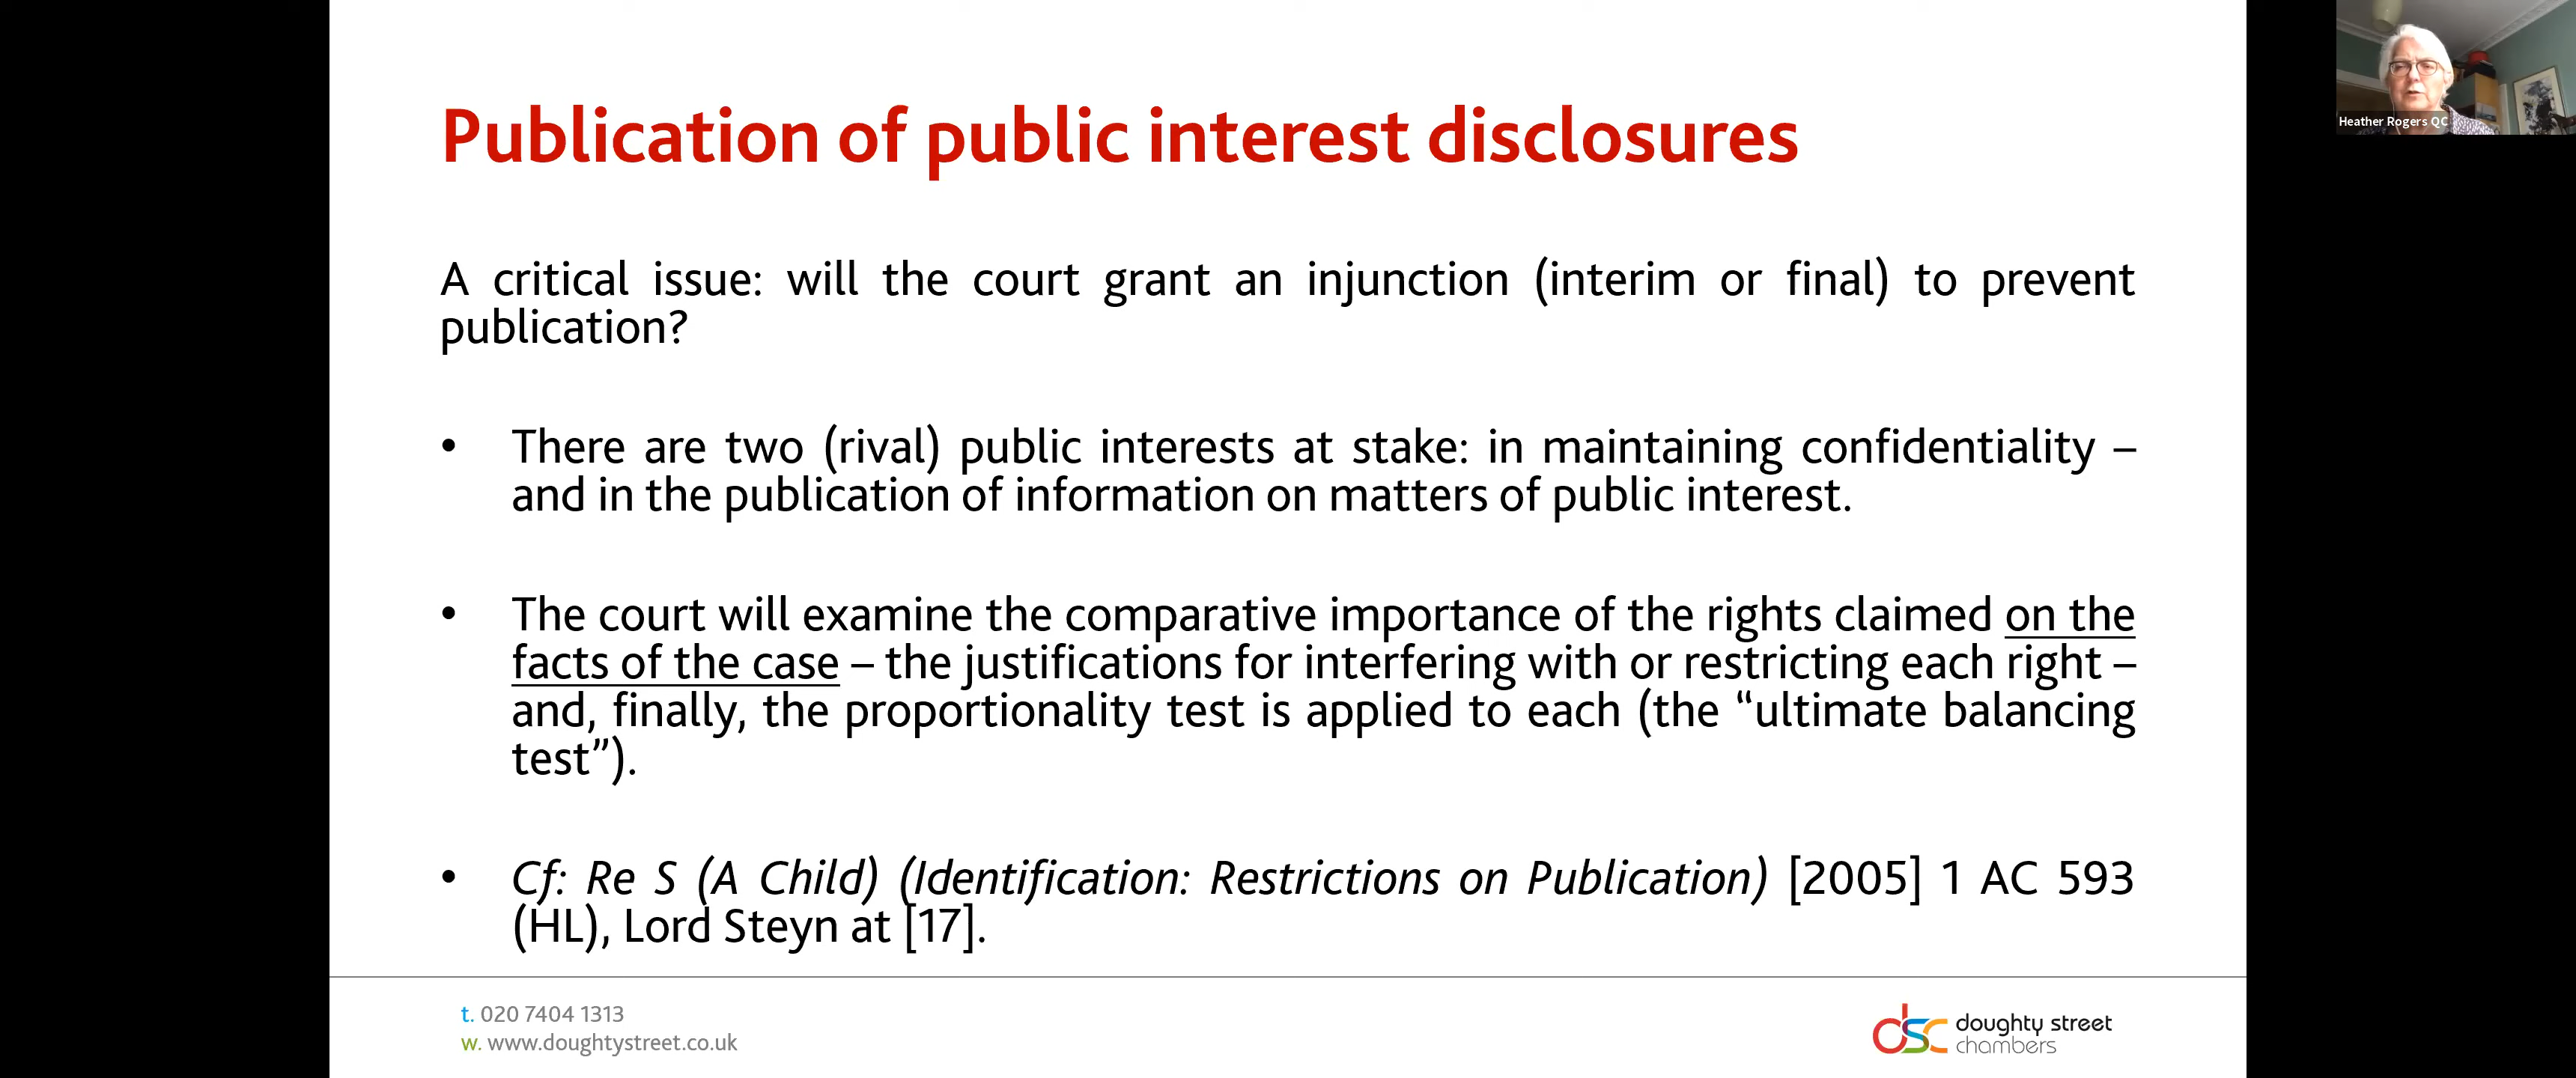 Publication of public interest disclosures
Heather Rogers QC
A critical issue: will the court grant an injunction (interim or final) to prevent
publication?
• There are two (rival) public interests at stake: in maintaining confidentiality –
and in the publication of information on matters of public interest.
• The court will examine the comparative importance of the rights claimed on the
facts of the case – the justifications for interfering with or restricting each right –
and, finally, the proportionality test is applied to each (the “ultimate balancing
test”).
• Cf: Re S (A Child) (Identification: Restrictions on Publication) [2005] 1 AC 593
(HL), Lord Steyn at [17].
t. 020 7404 1313
w. www.doughtystreet.co.uk
dsc
doughty street
chambers